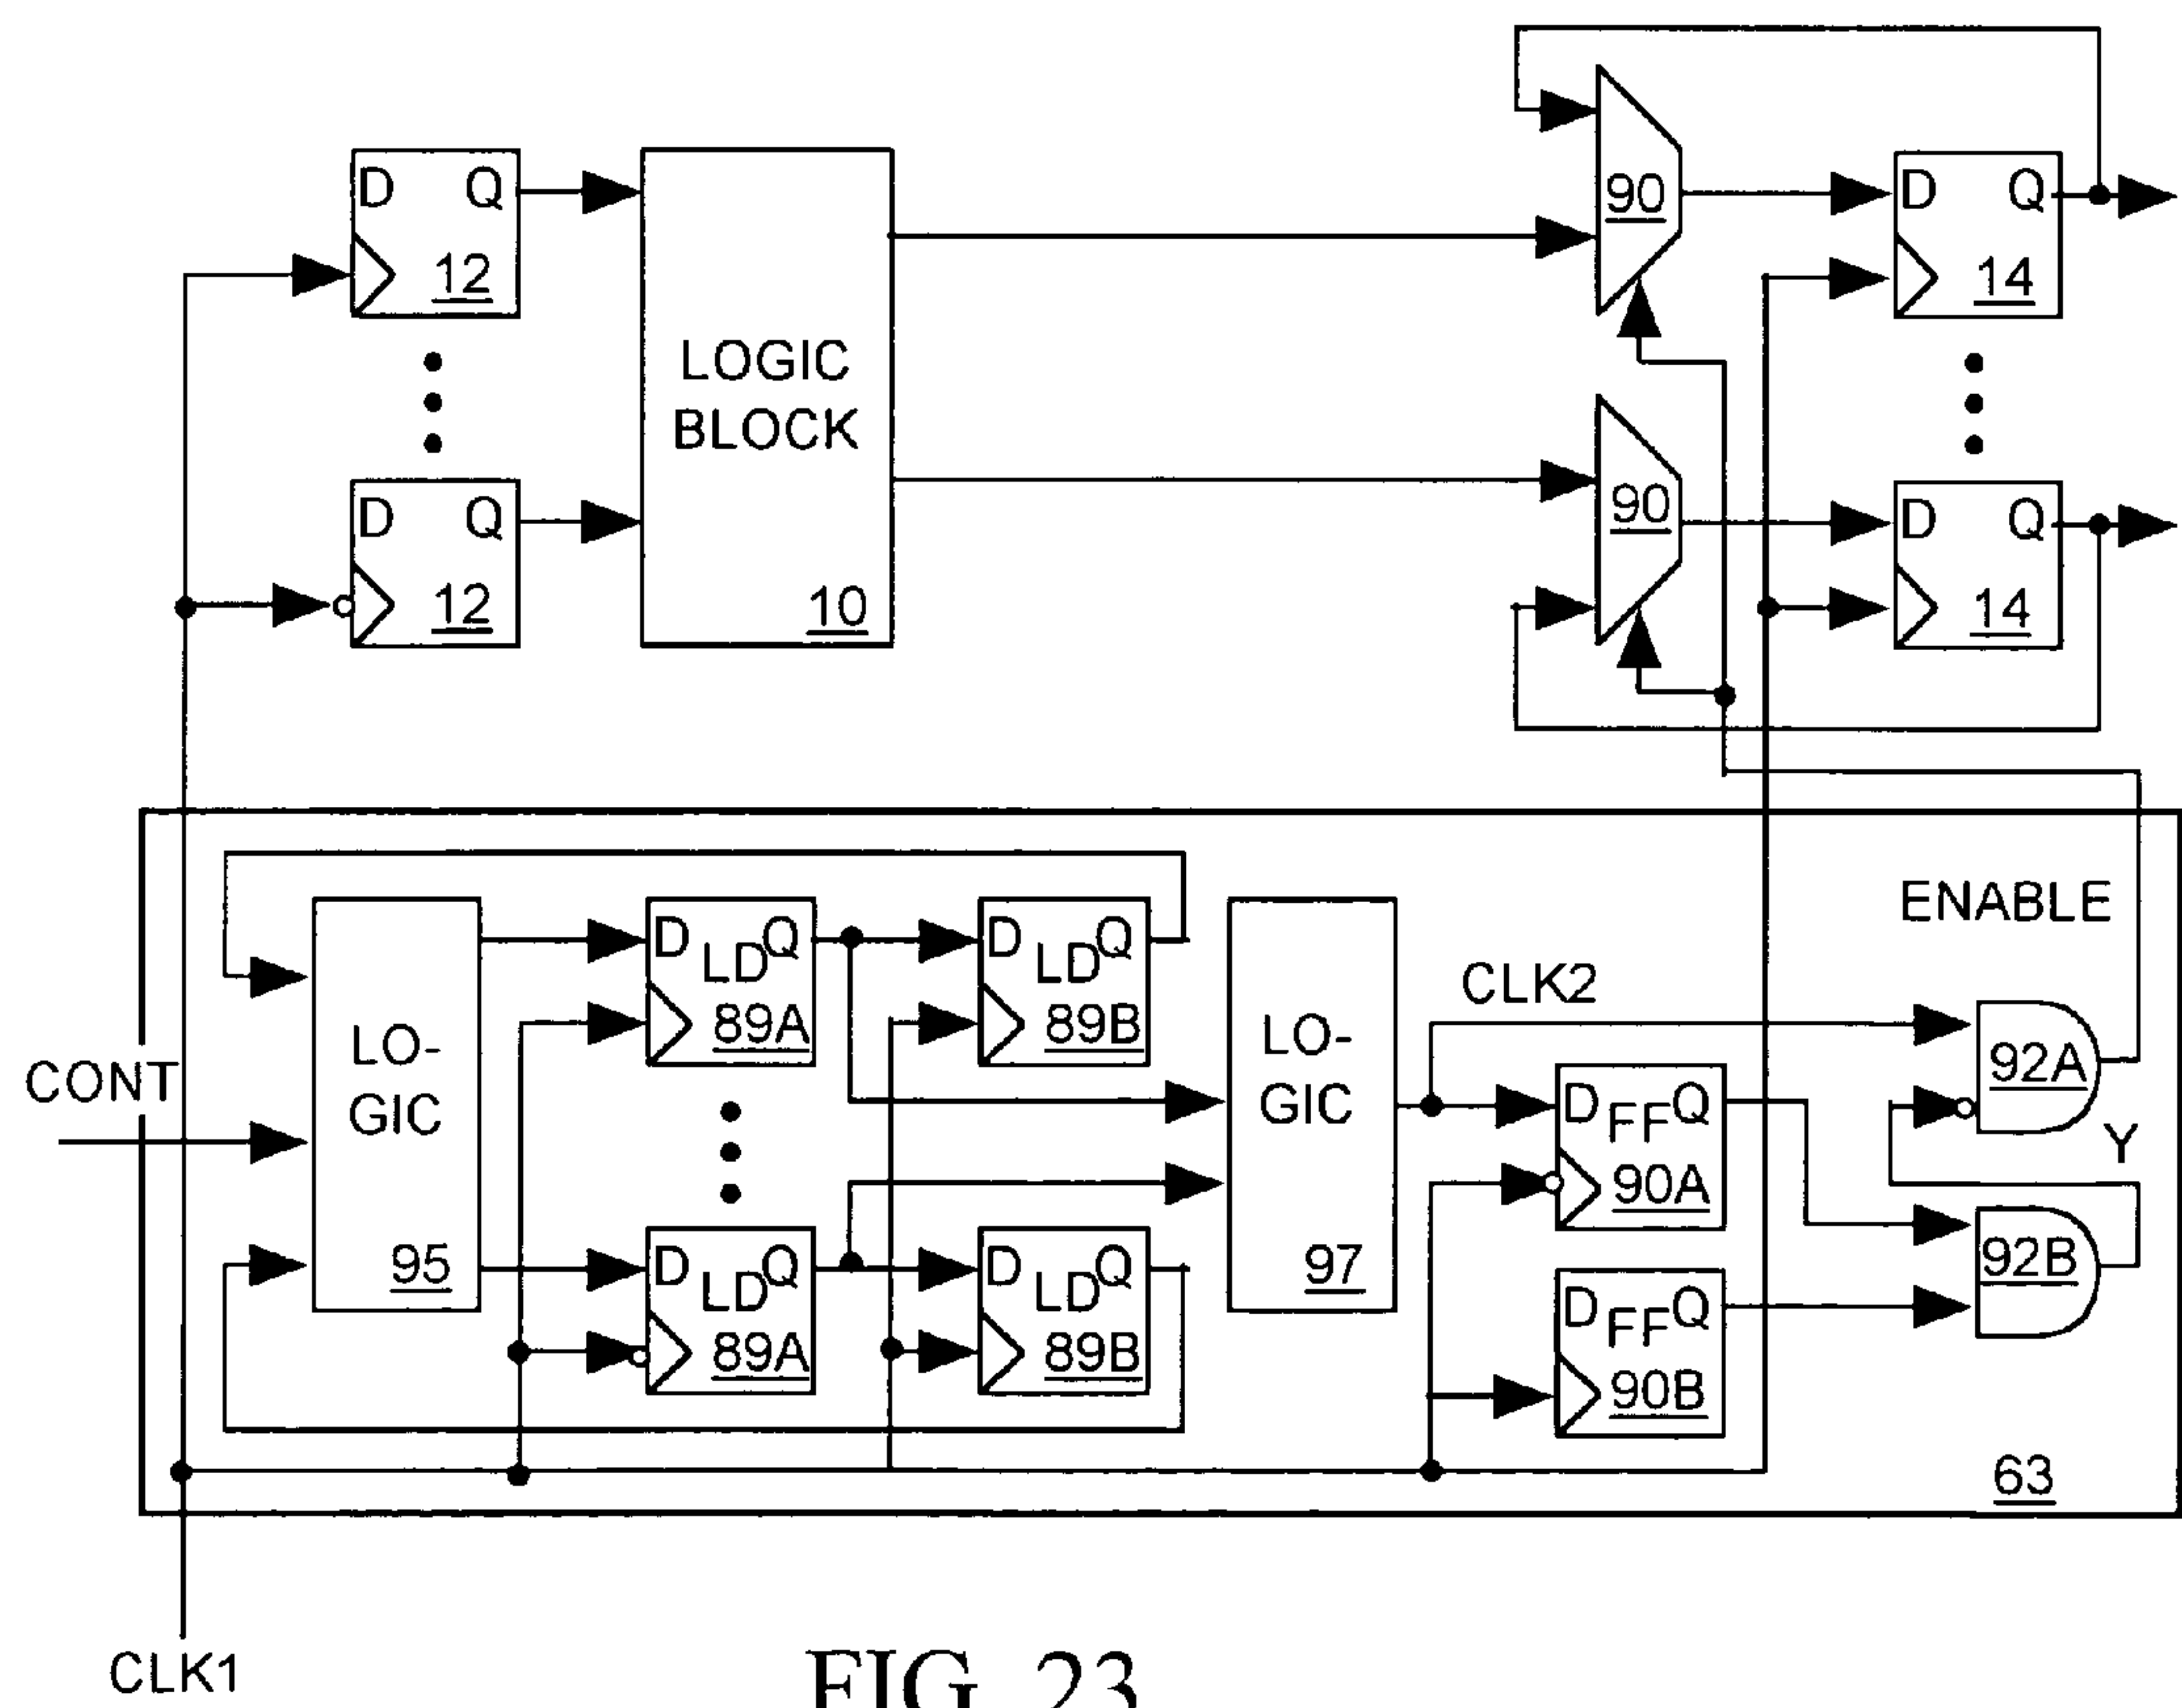 D Q
12
D Q
12
LOGIC
BLOCK
10
90
90
D Q
14
D Q
14
CONT
LO-
GIC
95
D LD Q
89A
D LD Q
89B
D LD Q
89A
D LD Q
89B
LO-
GIC
97
CLK2
ENABLE
D FF Q
90A
D FF Q
90B
92A
Y
92B
63
CLK1
FIG. 23